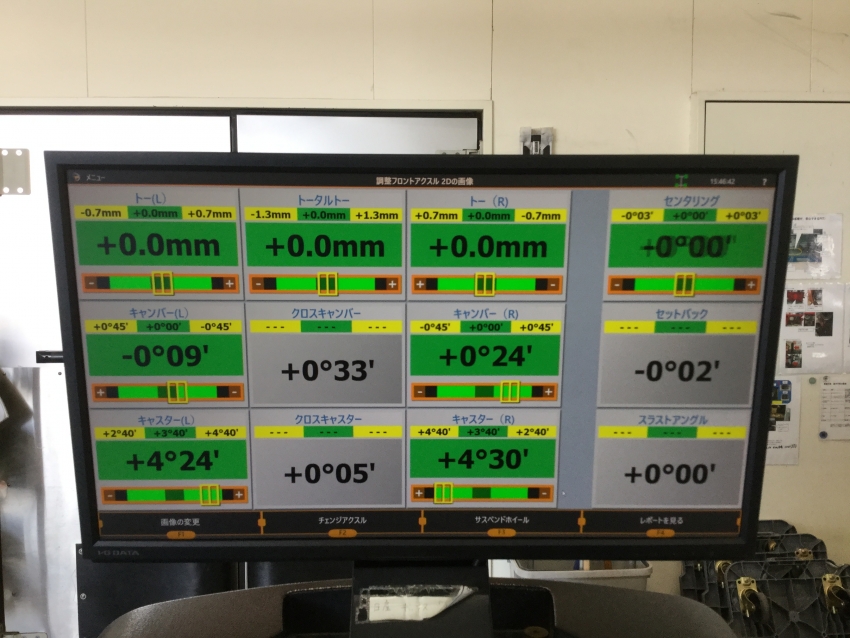 メニュー
調整フロントアクスル 2Dの画像
15:46:42
?
トー(L)
-0.7mm +0.0mm +0.7mm
+0.0mm
- +
トータルトー
-1.3mm +0.0mm +1.3mm
+0.0mm
- +
トー (R)
+0.7mm +0.0mm -0.7mm
+0.0mm
+ -
センタリング
-0°03' +0°00' +0°03'
+0°00'
- +
キャンバー(L)
+0°45' +0°00' -0°45'
-0°09'
+ -
クロスキャンバー
--- --- ---
+0°33'
キャンバー (R)
-0°45' +0°00' +0°45'
+0°24'
- +
セットバック
--- --- ---
-0°02'
キャスター(L)
+2°40' +3°40' +4°40'
+4°24'
- +
クロスキャスター
--- --- ---
+0°05'
キャスター (R)
+4°40' +3°40' +2°40'
+4°30'
+ -
スラストアングル
--- --- ---
+0°00'
画像の変更
F1
チェンジアクスル
F2
サスペンドホイール
F3
レポートを見る
F4
I-O DATA